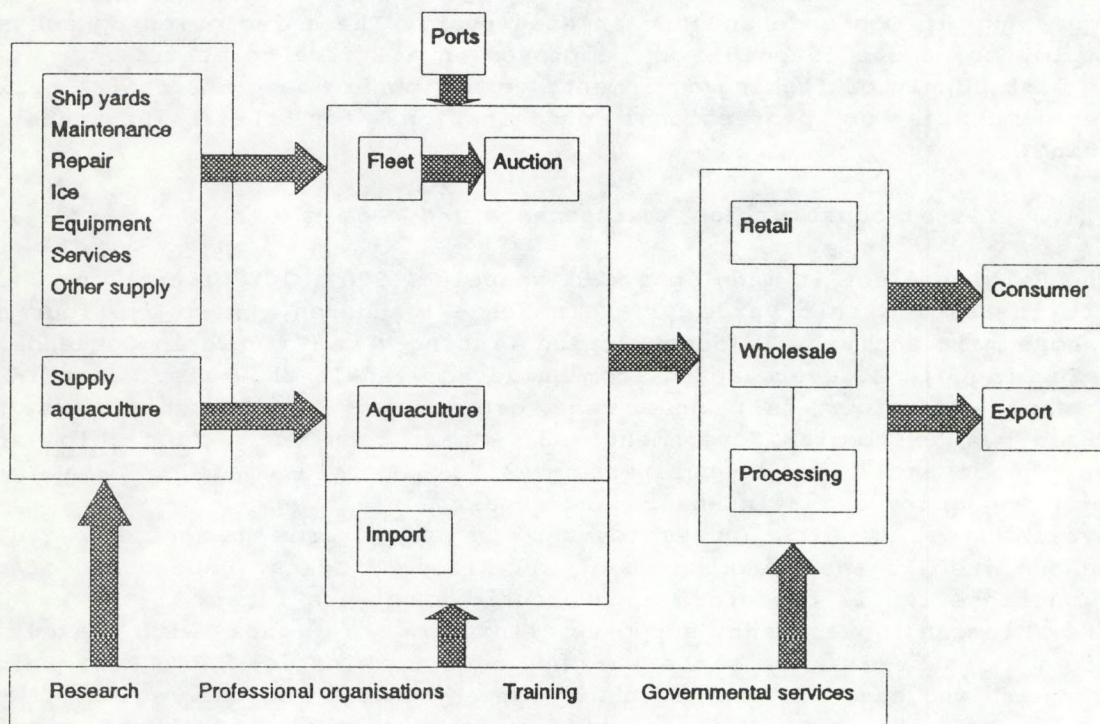 Ports
Ship yards
Maintenance
Repair
Ice
Equipment
Services
Other supply
Fleet
Auction
Retail
Consumer
Wholesale
Supply
aquaculture
Aquaculture
Export
Processing
Import
Research
Professional organisations
Training
Governmental services